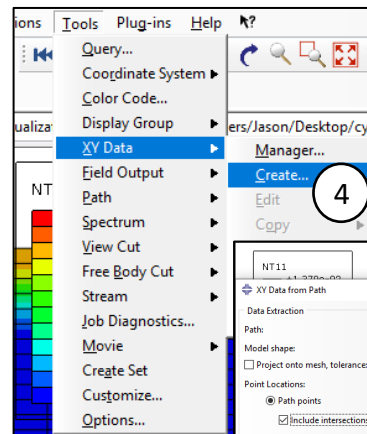 ions Tools Plug-ins Help
Query...
Coordinate System
Color Code...
uualiza Display Group ers/Jason/Desktop/cy
XY Data Manager...
NT Field Output Create...
4
Path Edit
Spectrum Copy
View Cut
Free Body Cut NT11
Stream XY Data from Path
Job Diagnostics... Data Extraction
Movie Path:
Create Set Model shape:
Customize... Project onto mesh, tolerance:
Options... Point Locations:
Path points
Include intersections